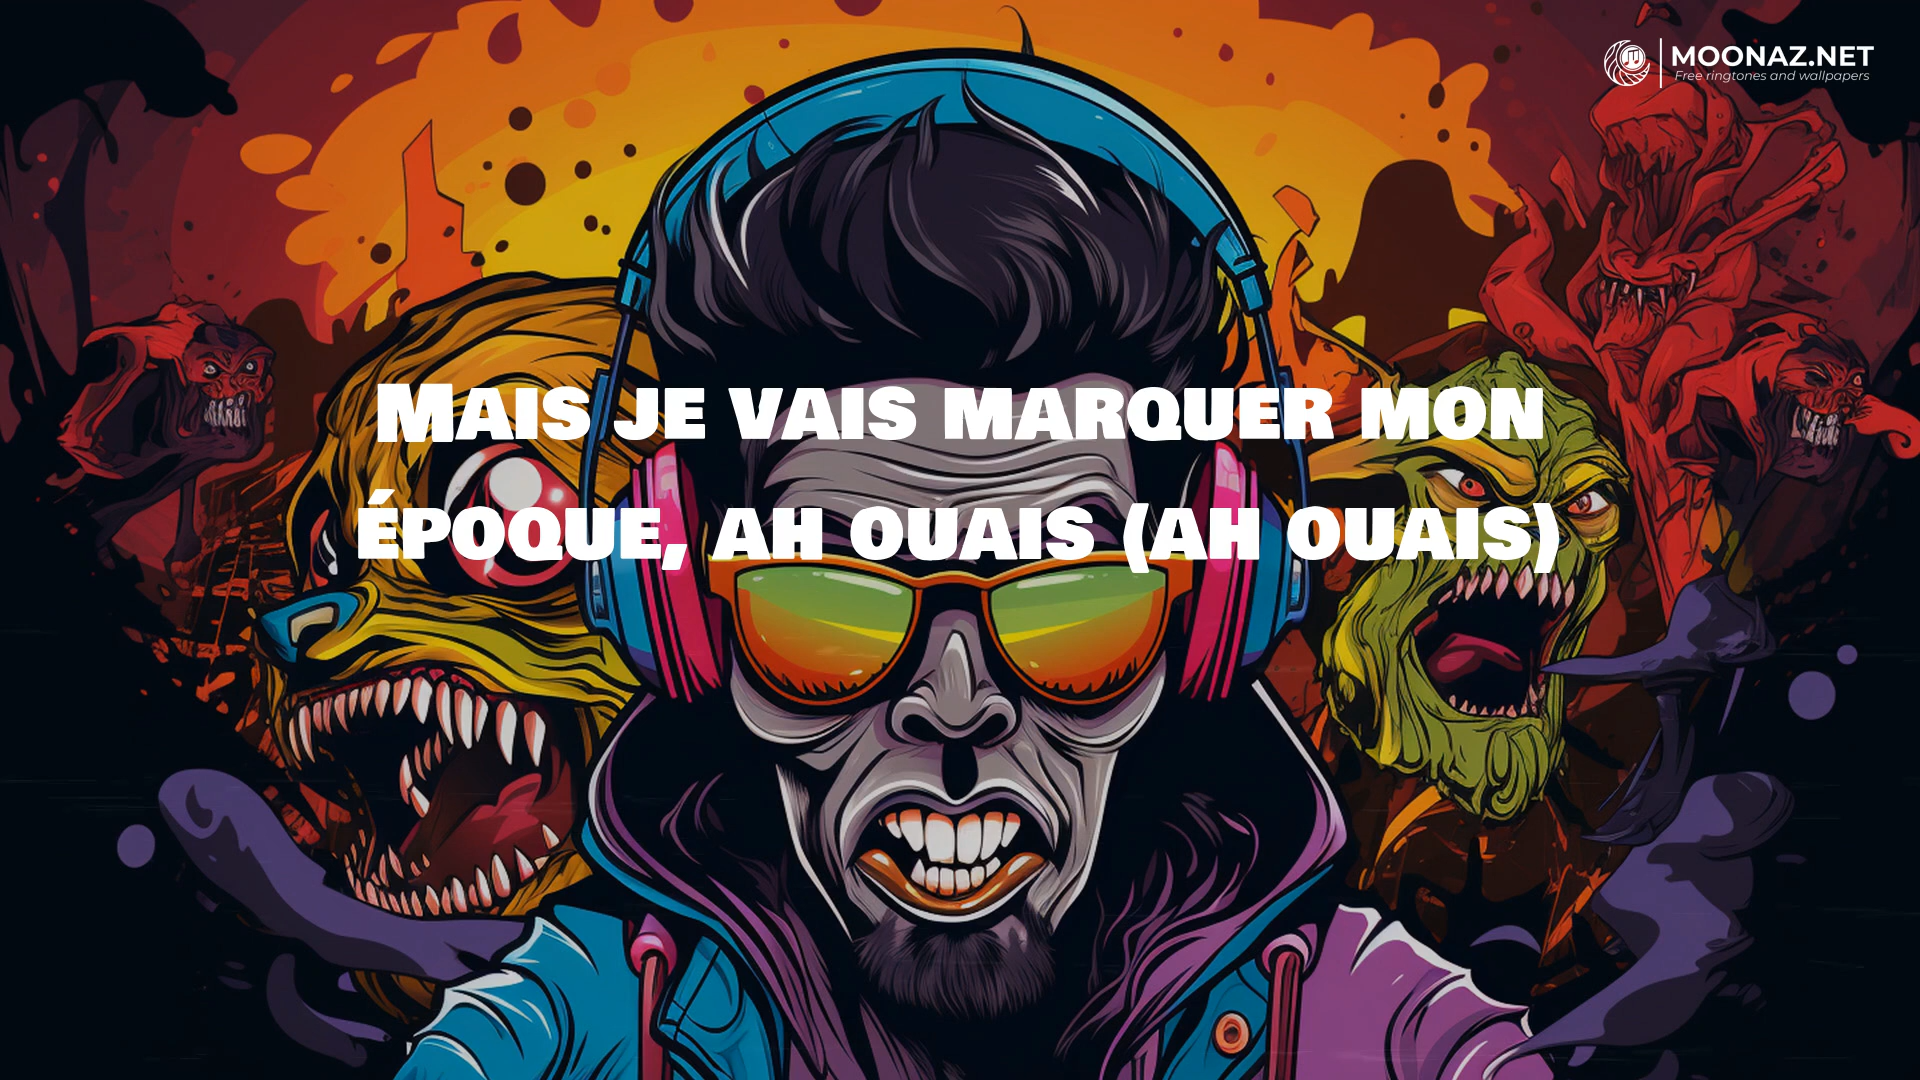 MOONAZ.NET
Free ringtones and wallpapers
Mais je vais marquer mon
époque, ah ouais (ah ouais)